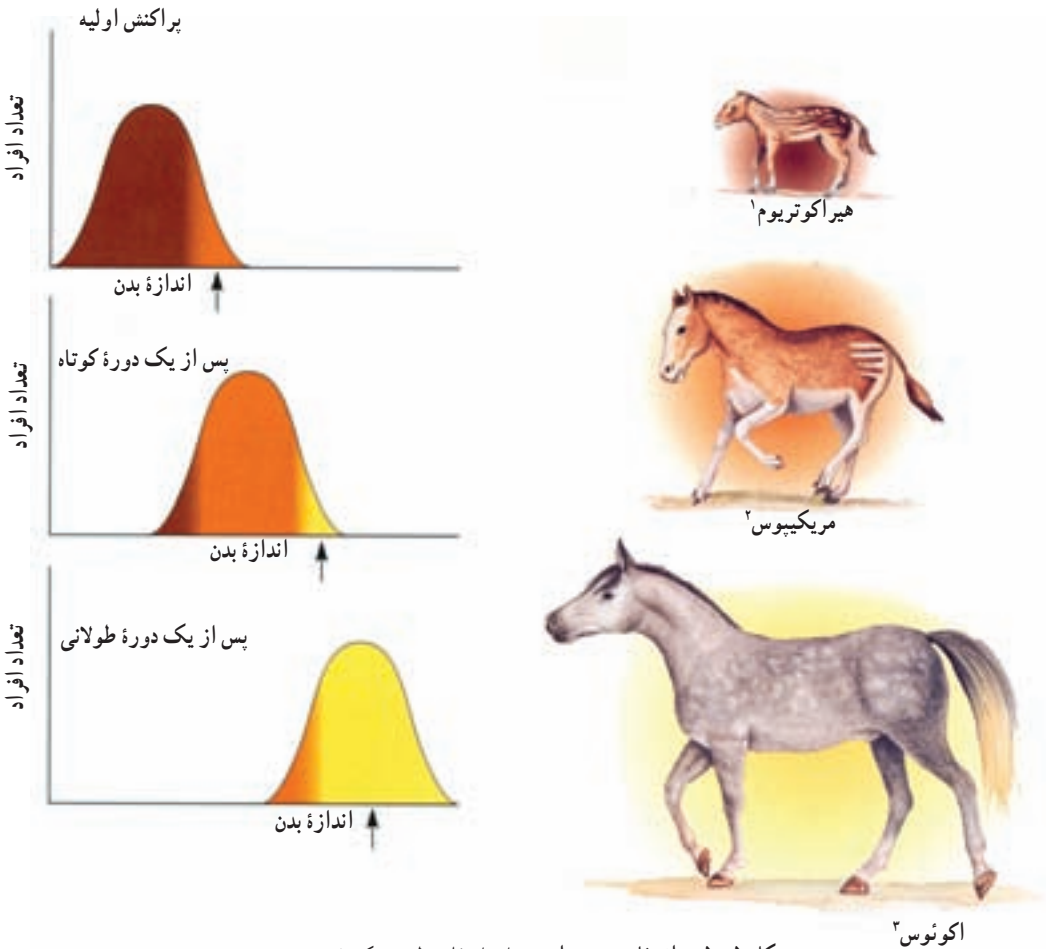 پراکنش اولیه
تعداد افراد
اندازهٔ بدن
هیراکوتریوم۱
پس از یک دورهٔ کوتاه
تعداد افراد
اندازهٔ بدن
مریکیپوس۲
پس از یک دورهٔ طولانی
تعداد افراد
اندازهٔ بدن
اکوئوس۳